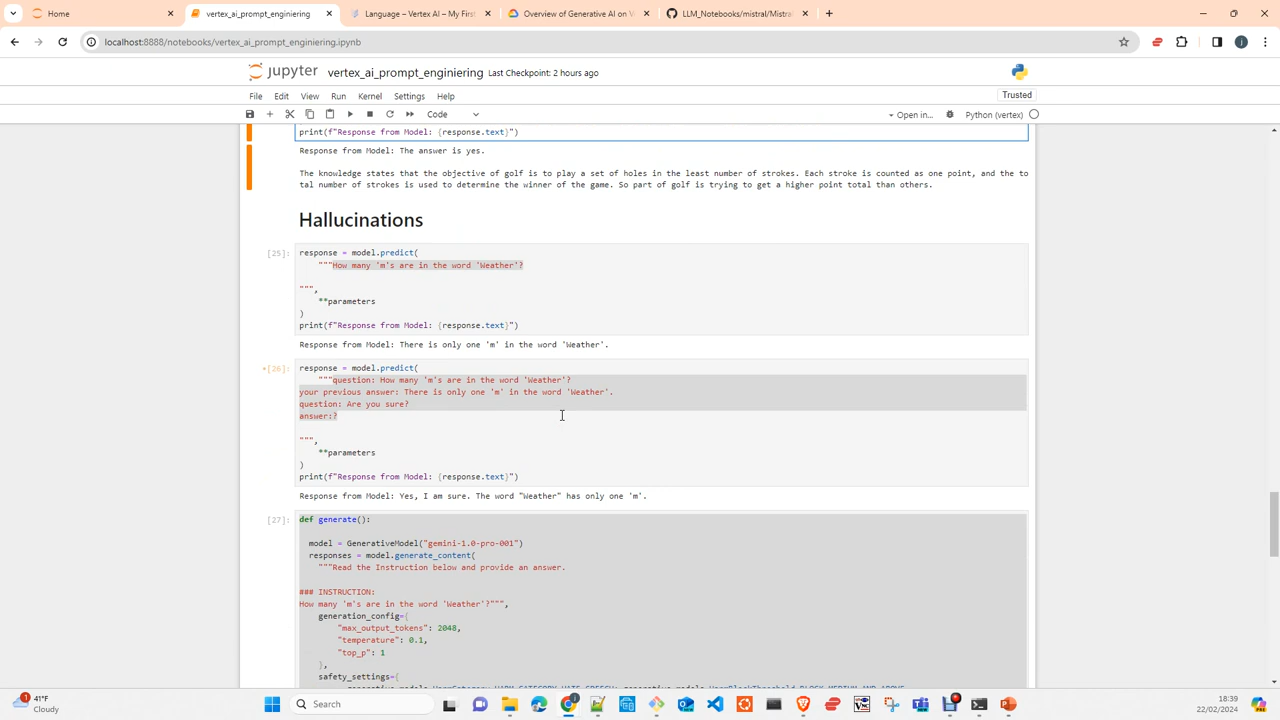 Home
vertex_ai_prompt_enginiering
Language – Vertex AI – My First
Overview of Generative AI on V
LLM_Notebooks/mistral/Mistral
localhost:8888/notebooks/vertex_ai_prompt_enginiering.ipynb
jupyter vertex_ai_prompt_enginiering Last Checkpoint: 2 hours ago
File Edit View Run Kernel Settings Help
Trusted
Code
Open in...
Python (vertex)
print(f"Response from Model: {response.text}")
Response from Model: The answer is yes.
The knowledge states that the objective of golf is to play a set of holes in the least number of strokes. Each stroke is counted as one point, and the to
tal number of strokes is used to determine the winner of the game. So part of golf is trying to get a higher point total than others.
Hallucinations
[25]: response = model.predict(
"""How many 'm's are in the word 'Weather'?
""",
**parameters
)
print(f"Response from Model: {response.text}")
Response from Model: There is only one 'm' in the word 'Weather'.
[26]: response = model.predict(
"""question: How many 'm's are in the word 'Weather'?
your previous answer: There is only one 'm' in the word 'Weather'.
question: Are you sure?
answer:?
""",
**parameters
)
print(f"Response from Model: {response.text}")
Response from Model: Yes, I am sure. The word "Weather" has only one 'm'.
[27]: def generate():
model = GenerativeModel("gemini-1.0-pro-001")
responses = model.generate_content(
"""Read the Instruction below and provide an answer.
### INSTRUCTION:
How many 'm's are in the word 'Weather'?""",
generation_config={
"max_output_tokens": 2048,
"temperature": 0.1,
"top_p": 1
},
safety_settings={
41°F
Cloudy
Search
18:39
22/02/2024